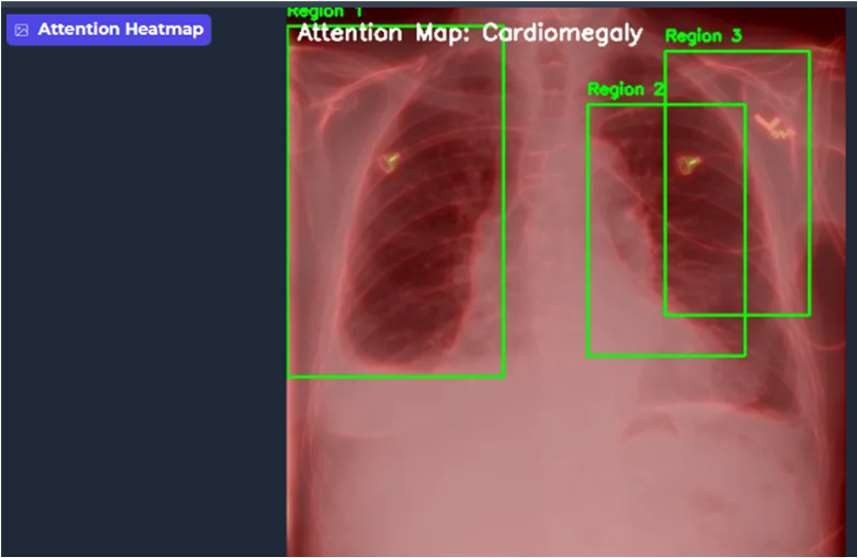 Attention Heatmap
Region 1
Attention Map: Cardiomegaly
Region 3
Region 2